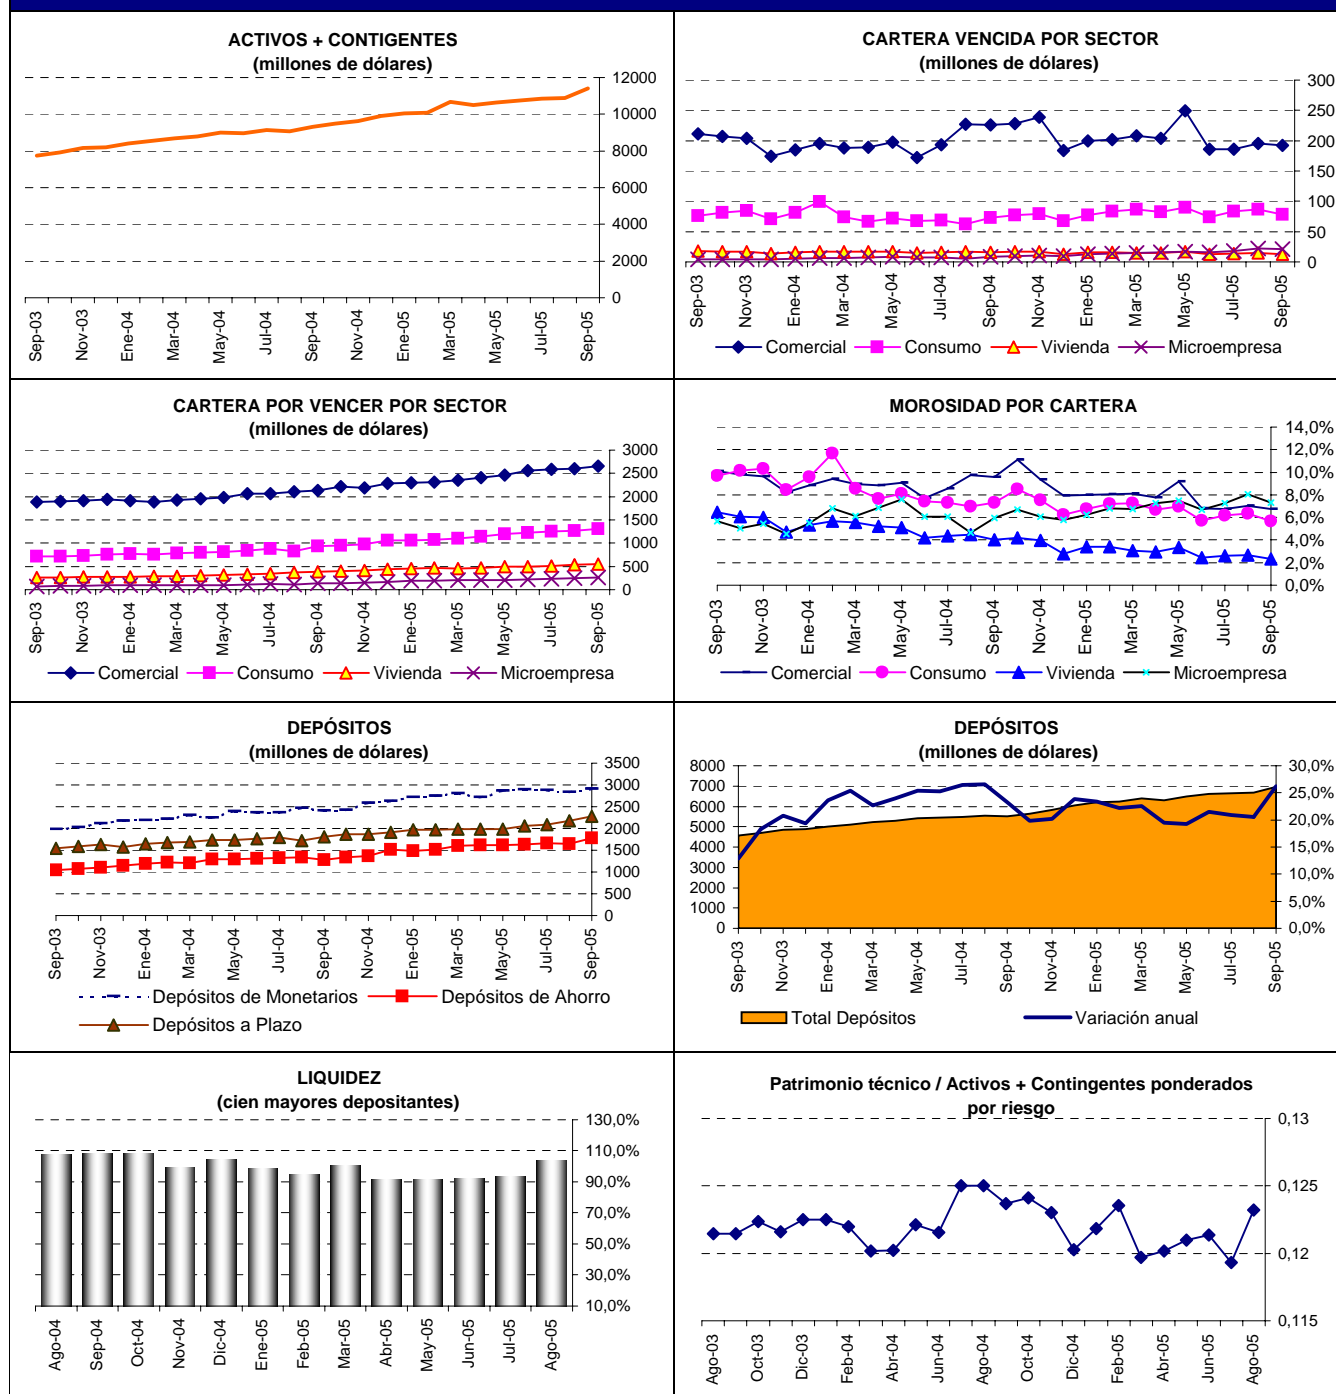 ACTIVOS + CONTIGENTES
(millones de dólares)
12000
10000
8000
6000
4000
2000
0
Sep-03
Nov-03
Ene-04
Mar-04
May-04
Jul-04
Sep-04
Nov-04
Ene-05
Mar-05
May-05
Jul-05
Sep-05
CARTERA VENCIDA POR SECTOR
(millones de dólares)
300
250
200
150
100
50
0
Sep-03
Nov-03
Ene-04
Mar-04
May-04
Jul-04
Sep-04
Nov-04
Ene-05
Mar-05
May-05
Jul-05
Sep-05
Comercial Consumo Vivienda Microempresa
CARTERA POR VENCER POR SECTOR
(millones de dólares)
3000
2500
2000
1500
1000
500
0
Sep-03
Nov-03
Ene-04
Mar-04
May-04
Jul-04
Sep-04
Nov-04
Ene-05
Mar-05
May-05
Jul-05
Sep-05
Comercial Consumo Vivienda Microempresa
MOROSIDAD POR CARTERA
14,0%
12,0%
10,0%
8,0%
6,0%
4,0%
2,0%
0,0%
Sep-03
Nov-03
Ene-04
Mar-04
May-04
Jul-04
Sep-04
Nov-04
Ene-05
Mar-05
May-05
Jul-05
Sep-05
Comercial Consumo Vivienda Microempresa
DEPÓSITOS
(millones de dólares)
3500
3000
2500
2000
1500
1000
500
0
Sep-03
Nov-03
Ene-04
Mar-04
May-04
Jul-04
Sep-04
Nov-04
Ene-05
Mar-05
May-05
Jul-05
Sep-05
Depósitos de Monetarios Depósitos de Ahorro
Depósitos a Plazo
DEPÓSITOS
(millones de dólares)
8000
7000
6000
5000
4000
3000
2000
1000
0
30,0%
25,0%
20,0%
15,0%
10,0%
5,0%
0,0%
Sep-03
Nov-03
Ene-04
Mar-04
May-04
Jul-04
Sep-04
Nov-04
Ene-05
Mar-05
May-05
Jul-05
Sep-05
Total Depósitos Variación anual
LIQUIDEZ
(cien mayores depositantes)
130,0%
110,0%
90,0%
70,0%
50,0%
30,0%
10,0%
Ago-04
Sep-04
Oct-04
Nov-04
Dic-04
Ene-05
Feb-05
Mar-05
Abr-05
May-05
Jun-05
Jul-05
Ago-05
Patrimonio técnico / Activos + Contingentes ponderados
por riesgo
0,13
0,125
0,12
0,115
Ago-03
Oct-03
Dic-03
Feb-04
Abr-04
Jun-04
Ago-04
Oct-04
Dic-04
Feb-05
Abr-05
Jun-05
Ago-05